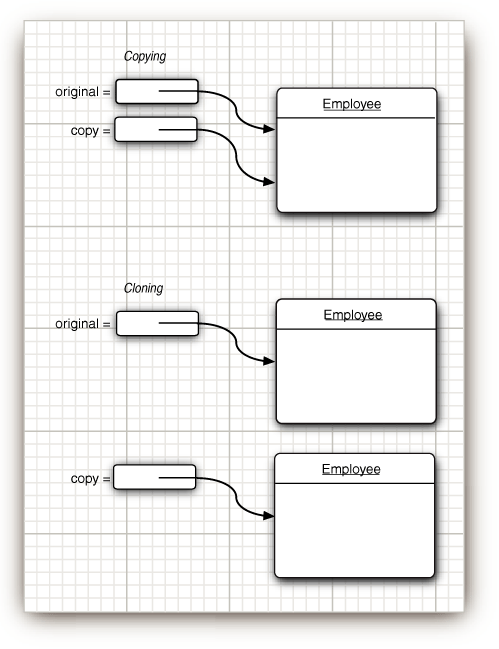 Copying
original =
Employee
copy =
Cloning
original =
Employee
copy =
Employee